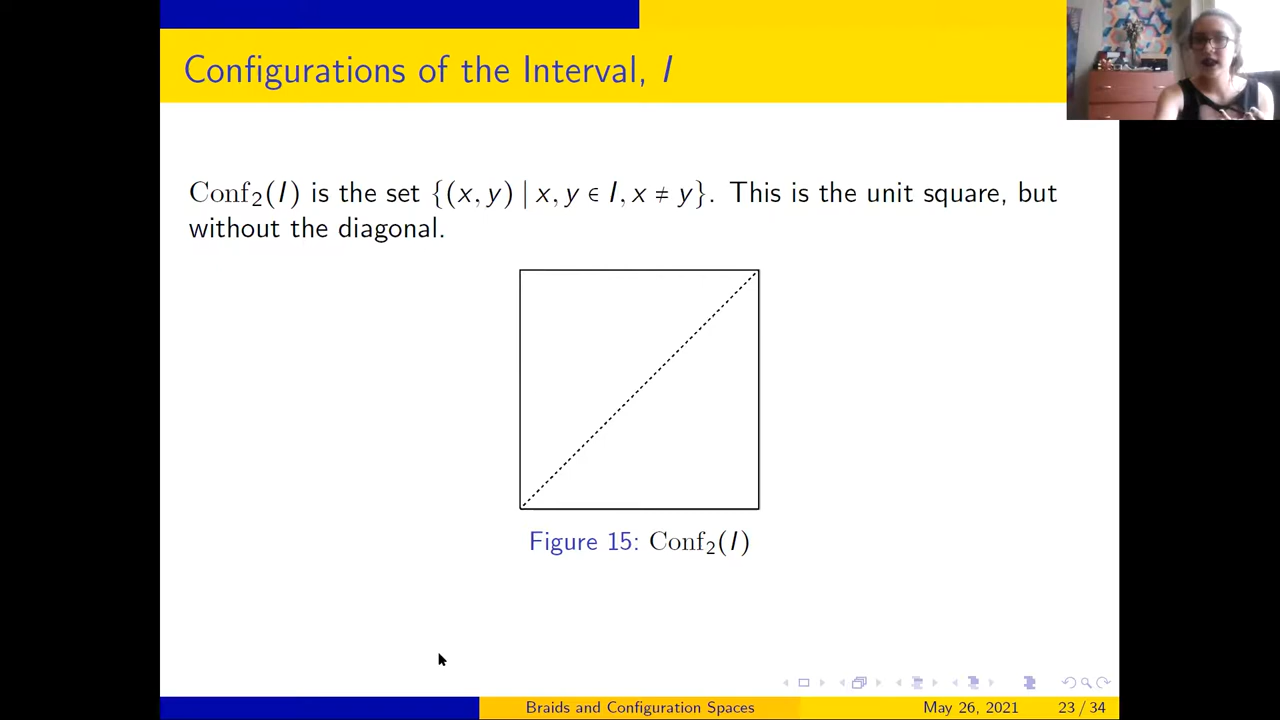 Configurations of the Interval, I
Conf₂(I) is the set {(x, y) | x, y ∈ I, x ≠ y}. This is the unit square, but
without the diagonal.
Figure 15: Conf₂(I)
Braids and Configuration Spaces May 26, 2021 23 / 34